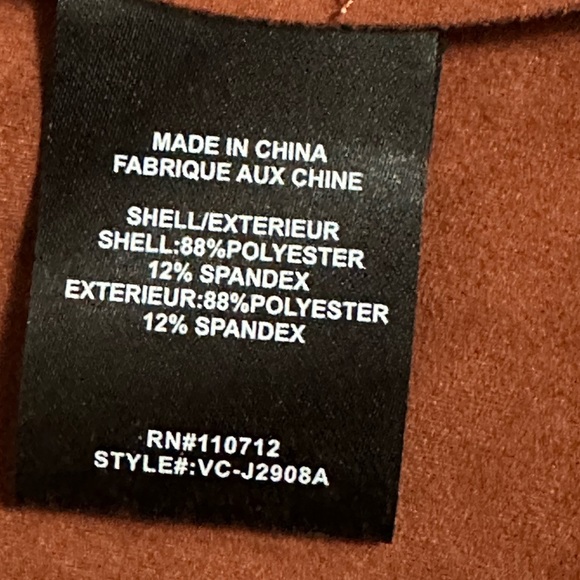 MADE IN CHINA
FABRIQUE AUX CHINE
SHELL/EXTERIEUR
SHELL:88%POLYESTER
12% SPANDEX
EXTERIEUR:88%POLYESTER
12% SPANDEX
RN#110712
STYLE#:VC-J2908A